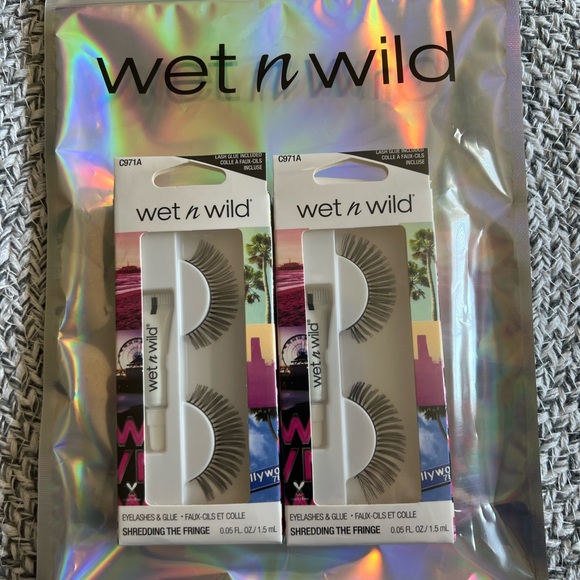 wet n wild
C971A
LASH GLUE INCLUDED
COLLE À FAUX-CILS
INCLUSE
wet n wild®
wet n wild®
EYELASHES & GLUE • FAUX-CILS ET COLLE
SHREDDING THE FRINGE 0.05 FL. OZ./1.5 mL
C971A
LASH GLUE INCLUDED
COLLE À FAUX-CILS
INCLUSE
wet n wild®
wet n wild®
llywo
EYELASHES & GLUE • FAUX-CILS ET COLLE
SHREDDING THE FRINGE 0.05 FL. OZ./1.5 mL